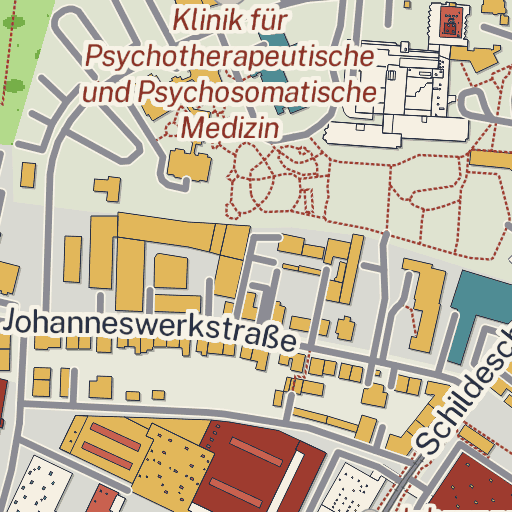 Klinik für
Psychotherapeutische
und Psychosomatische
Medizin
Johanneswerkstraße
Schildesch